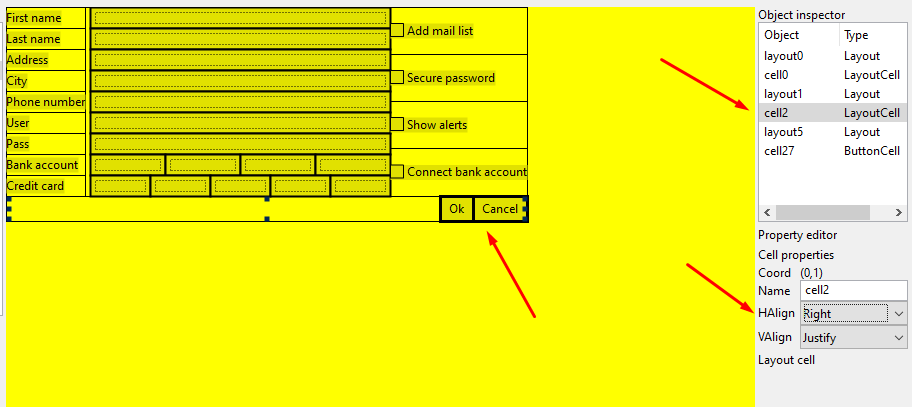 First name
Last name
Address
City
Phone number
User
Pass
Bank account
Credit card
Add mail list
Secure password
Show alerts
Connect bank account
Ok Cancel
Object inspector
Object Type
layout0 Layout
cell0 LayoutCell
layout1 Layout
cell2 LayoutCell
layout5 Layout
cell27 ButtonCell
Property editor
Cell properties
Coord (0,1)
Name cell2
HAlign Right
VAlign Justify
Layout cell